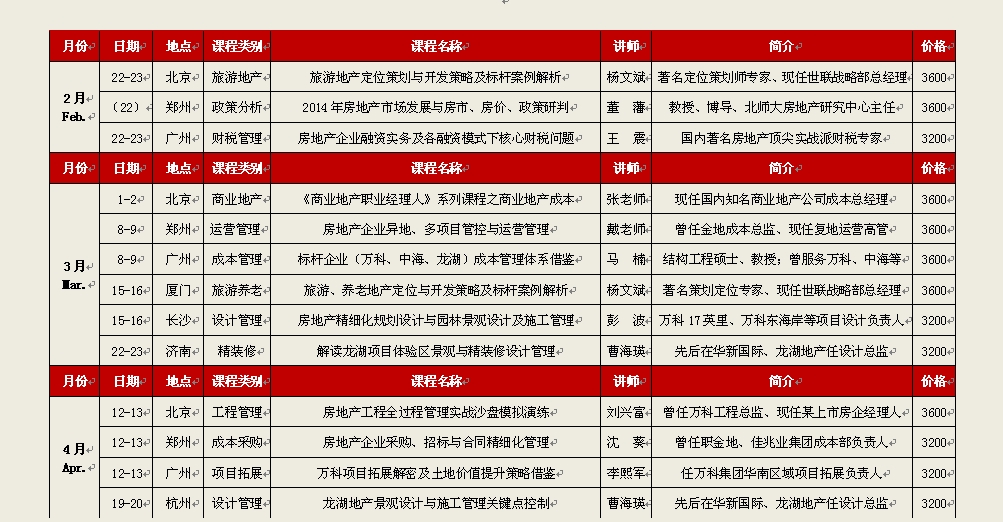 月份 日期 地点 课程类别 课程名称 讲师 简介 价格
2月 Feb.
22-23 北京 旅游地产 旅游地产定位策划与开发策略及标杆案例解析 杨文斌 著名定位策划师专家、现任世联战略部总经理 3600
（22） 郑州 政策分析 2014年房地产市场发展与房市、房价、政策研判 董 藩 教授、博导、北师大房地产研究中心主任 3600
22-23 广州 财税管理 房地产企业融资实务及各融资模式下核心财税问题 王 震 国内著名房地产顶尖实战派财税专家 3200
月份 日期 地点 课程类别 课程名称 讲师 简介 价格
3月 Mar.
1-2 北京 商业地产 《商业地产职业经理人》系列课程之商业地产成本 张老师 现任国内知名商业地产公司成本总经理 3600
8-9 郑州 运营管理 房地产企业异地、多项目管控与运营管理 戴老师 曾任金地成本总监、现任复地运营高管 3600
8-9 广州 成本管理 标杆企业（万科、中海、龙湖）成本管理体系借鉴 马 楠 结构工程硕士、教授；曾服务万科、中海等 3600
15-16 厦门 旅游养老 旅游、养老地产定位与开发策略及标杆案例解析 杨文斌 著名策划定位专家、现任世联战略部总经理 3600
15-16 长沙 设计管理 房地产精细化规划设计与园林景观设计及施工管理 彭 波 万科17英里、万科东海岸等项目设计负责人 3200
22-23 济南 精装修 解读龙湖项目体验区景观与精装修设计管理 曹海瑛 先后在华新国际、龙湖地产任设计总监 3200
月份 日期 地点 课程类别 课程名称 讲师 简介 价格
4月 Apr.
12-13 北京 工程管理 房地产工程全过程管理实战沙盘模拟演练 刘兴富 曾任万科工程总监、现任某上市房企经理人 3600
12-13 郑州 成本采购 房地产企业采购、招标与合同精细化管理 沈 葵 曾任职金地、佳兆业集团成本部负责人 3200
12-13 广州 项目拓展 万科项目拓展解密及土地价值提升策略借鉴 李熙军 任万科集团华南区域项目拓展负责人 3200
19-20 杭州 设计管理 龙湖地产景观设计与施工管理关键点控制 曹海瑛 先后在华新国际、龙湖地产任设计总监 3200